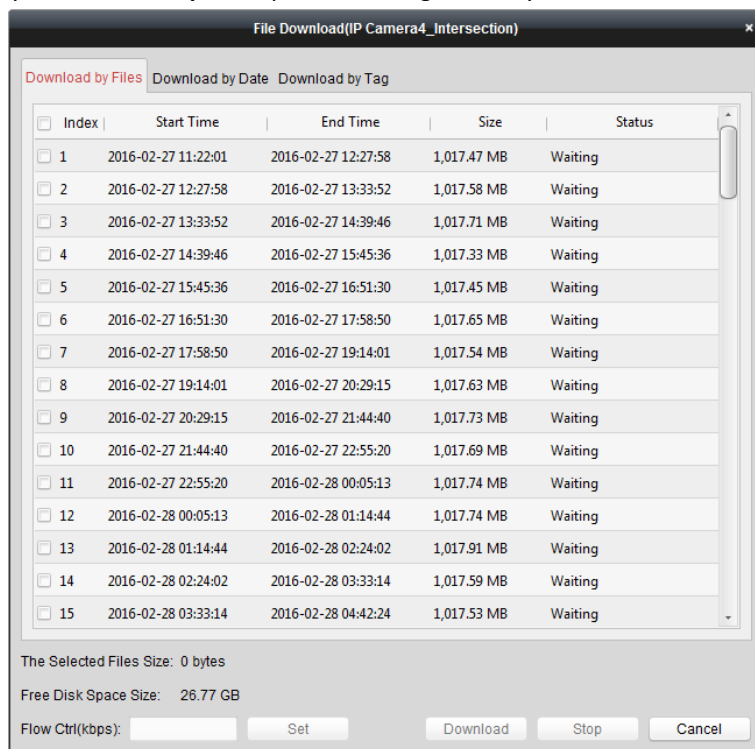 File Download(IP Camera4_Intersection) ×
Download by Files Download by Date Download by Tag
Index Start Time End Time Size Status
1 2016-02-27 11:22:01 2016-02-27 12:27:58 1,017.47 MB Waiting
2 2016-02-27 12:27:58 2016-02-27 13:33:52 1,017.58 MB Waiting
3 2016-02-27 13:33:52 2016-02-27 14:39:46 1,017.71 MB Waiting
4 2016-02-27 14:39:46 2016-02-27 15:45:36 1,017.33 MB Waiting
5 2016-02-27 15:45:36 2016-02-27 16:51:30 1,017.45 MB Waiting
6 2016-02-27 16:51:30 2016-02-27 17:58:50 1,017.65 MB Waiting
7 2016-02-27 17:58:50 2016-02-27 19:14:01 1,017.54 MB Waiting
8 2016-02-27 19:14:01 2016-02-27 20:29:15 1,017.63 MB Waiting
9 2016-02-27 20:29:15 2016-02-27 21:44:40 1,017.73 MB Waiting
10 2016-02-27 21:44:40 2016-02-27 22:55:20 1,017.69 MB Waiting
11 2016-02-27 22:55:20 2016-02-28 00:05:13 1,017.74 MB Waiting
12 2016-02-28 00:05:13 2016-02-28 01:14:44 1,017.74 MB Waiting
13 2016-02-28 01:14:44 2016-02-28 02:24:02 1,017.91 MB Waiting
14 2016-02-28 02:24:02 2016-02-28 03:33:14 1,017.59 MB Waiting
15 2016-02-28 03:33:14 2016-02-28 04:42:24 1,017.53 MB Waiting
The Selected Files Size: 0 bytes
Free Disk Space Size: 26.77 GB
Flow Ctrl(kbps): Set Download Stop Cancel